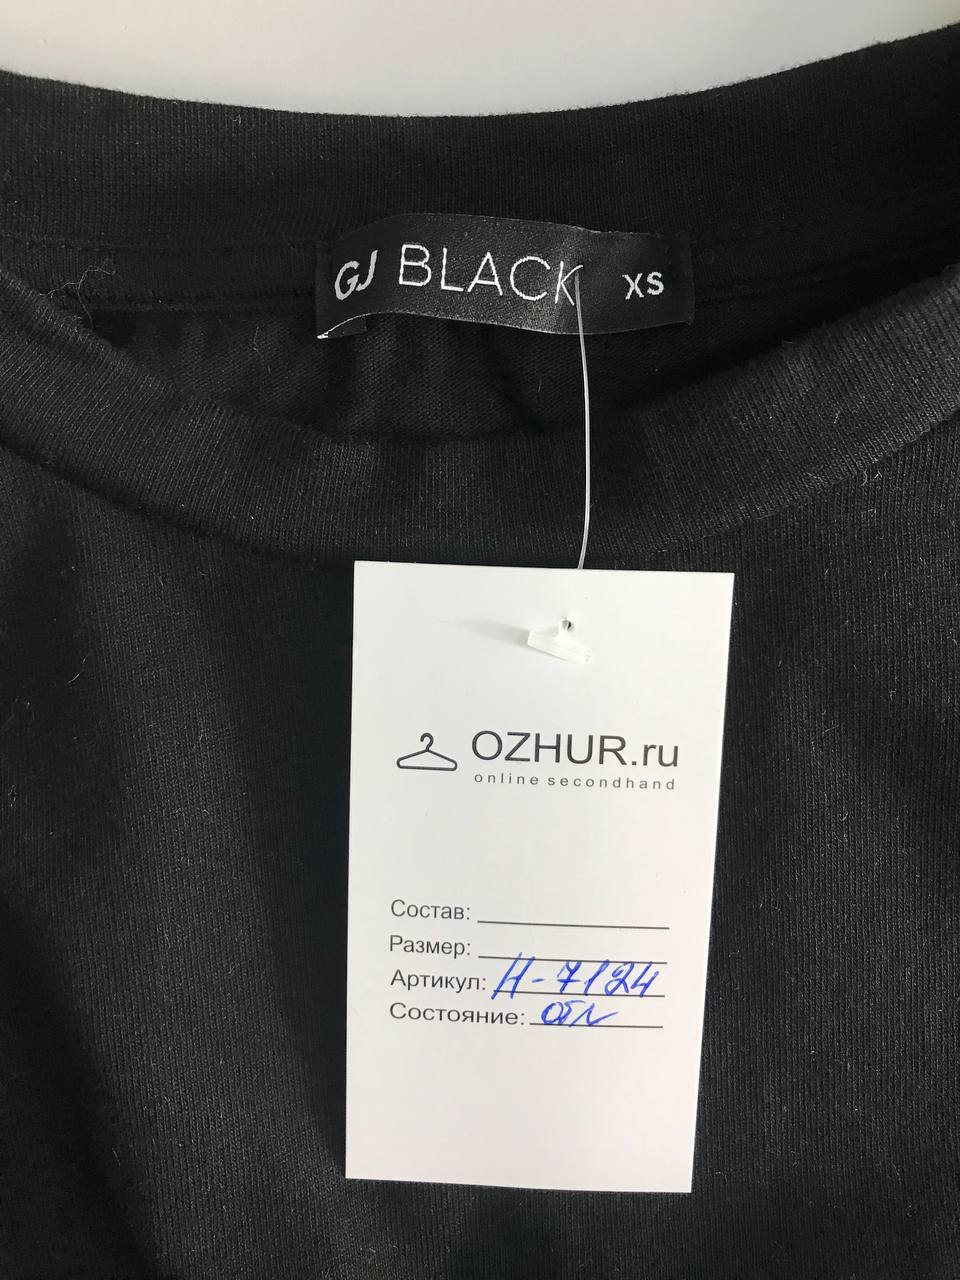 GJ BLACK XS
OZHUR.ru
online secondhand
Состав:
Размер:
Артикул: Н-7124
Состояние: отл